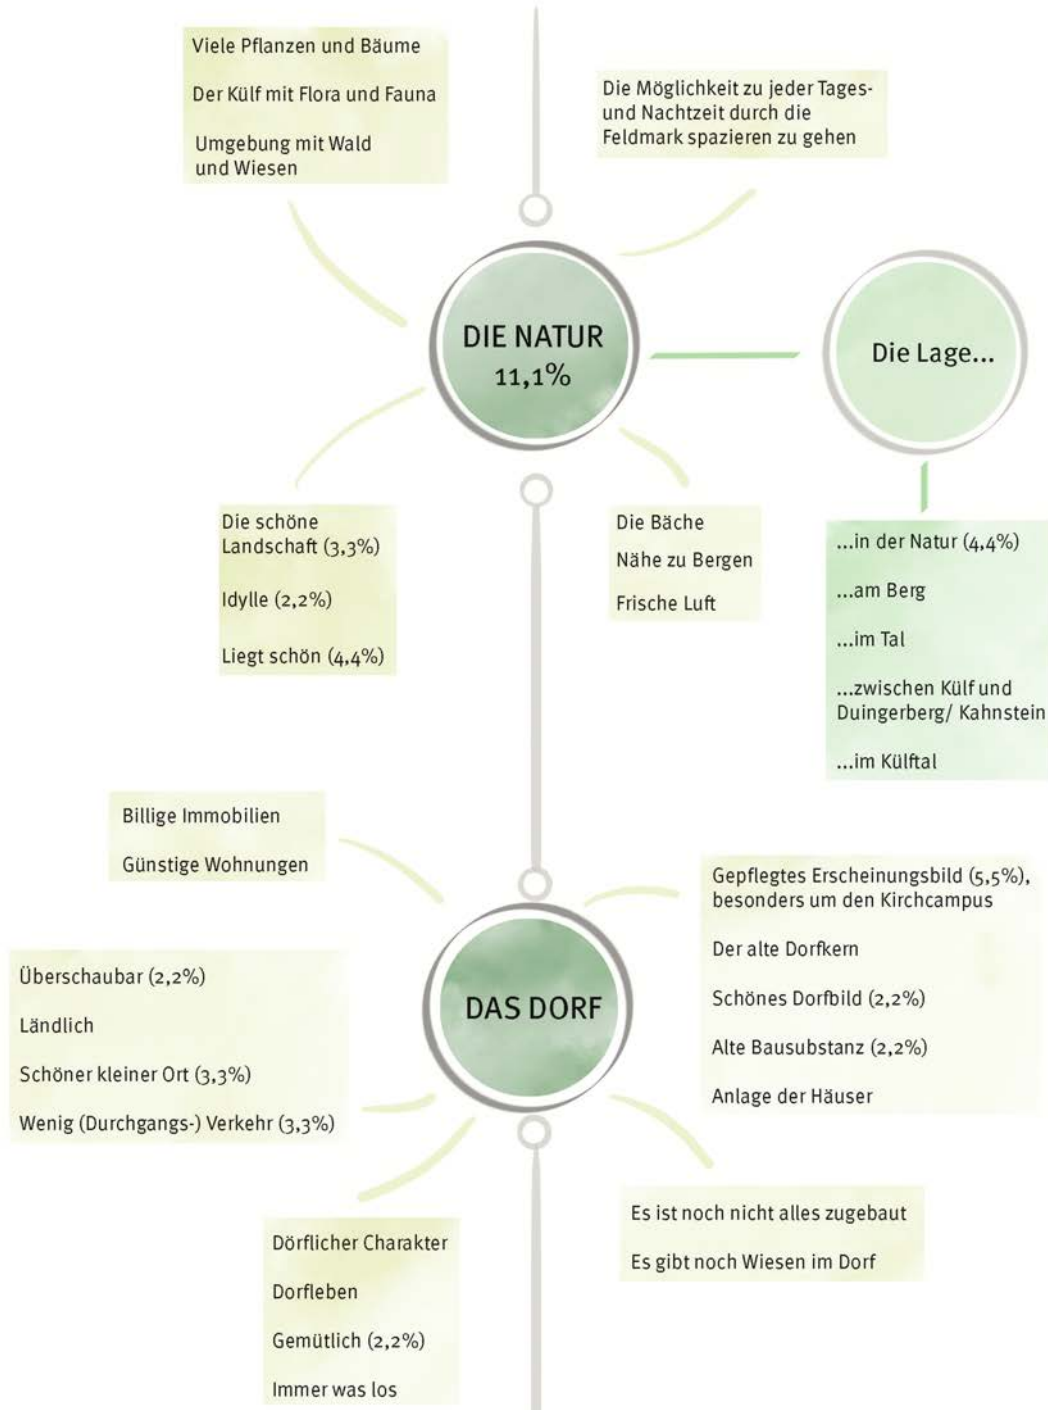 Viele Pflanzen und Bäume
Der Külf mit Flora und Fauna
Umgebung mit Wald
und Wiesen
Die Möglichkeit zu jeder Tages-
und Nachtzeit durch die
Feldmark spazieren zu gehen
DIE NATUR
11,1%
Die Lage...
Die schöne
Landschaft (3,3%)
Idylle (2,2%)
Liegt schön (4,4%)
Die Bäche
Nähe zu Bergen
Frische Luft
...in der Natur (4,4%)
...am Berg
...im Tal
...zwischen Külf und
Duingerberg/ Kahnstein
...im Külftal
Billige Immobilien
Günstige Wohnungen
Gepflegtes Erscheinungsbild (5,5%),
besonders um den Kirchcampus
Der alte Dorfkern
Schönes Dorfbild (2,2%)
Alte Bausubstanz (2,2%)
Anlage der Häuser
Überschaubar (2,2%)
Ländlich
Schöner kleiner Ort (3,3%)
Wenig (Durchgangs-) Verkehr (3,3%)
DAS DORF
Es ist noch nicht alles zugebaut
Es gibt noch Wiesen im Dorf
Dörflicher Charakter
Dorfleben
Gemütlich (2,2%)
Immer was los